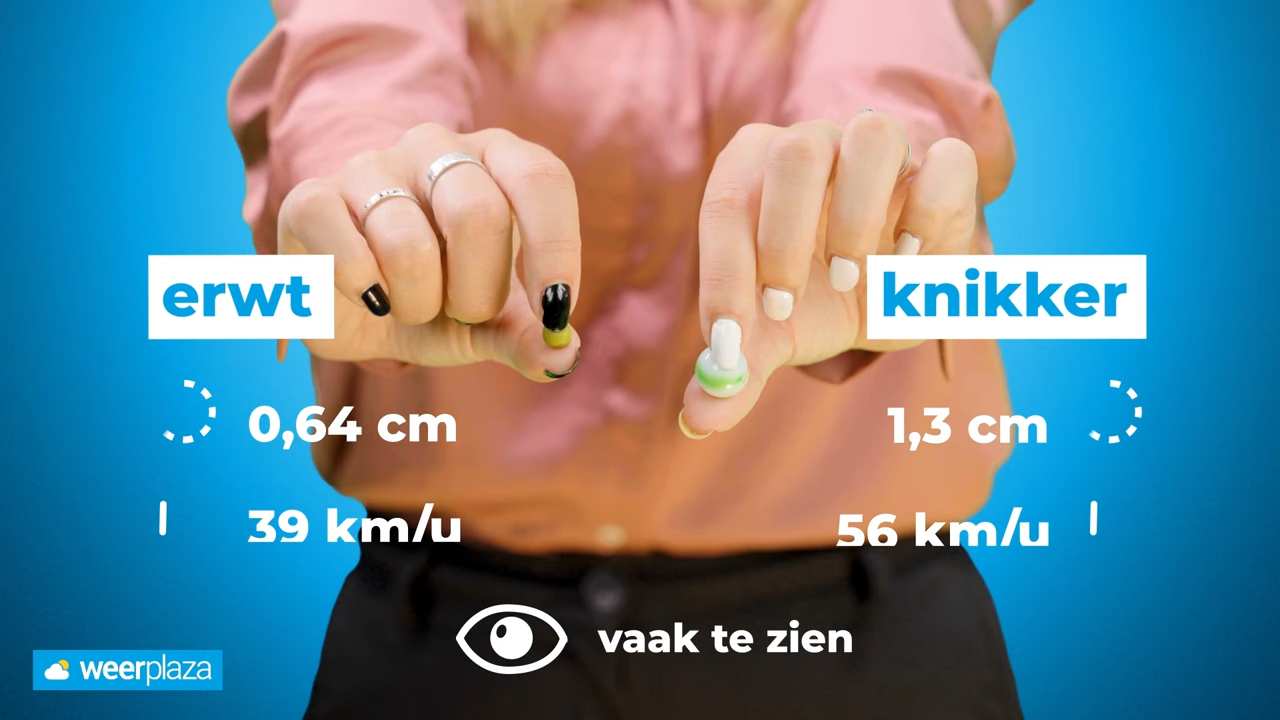 erwt
0,64 cm
39 km/u
knikker
1,3 cm
56 km/u
vaak te zien
weerplaza